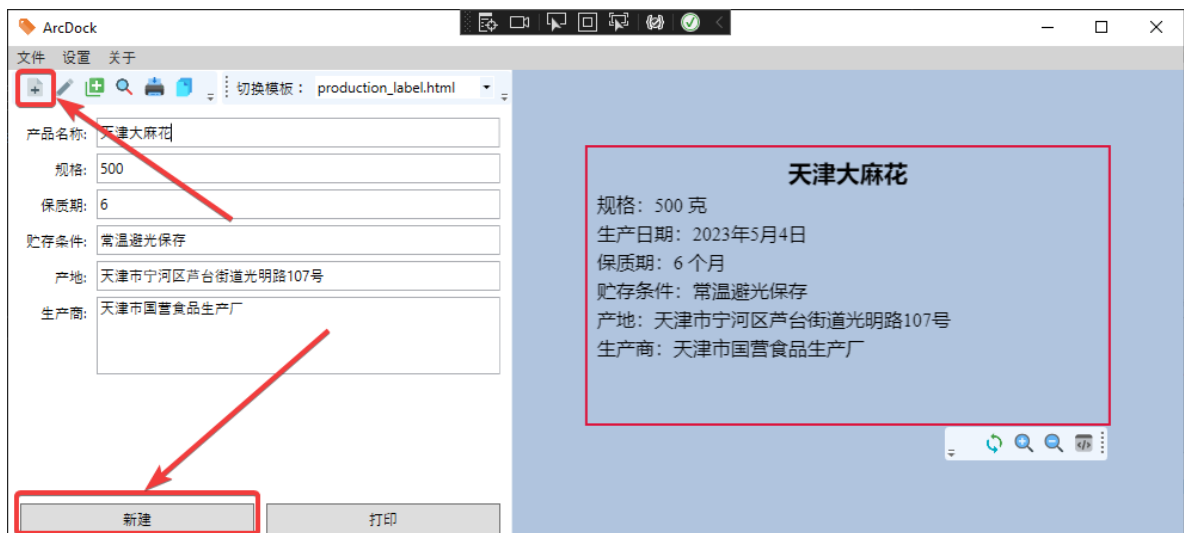 ArcDock
文件 设置 关于
切换模板： production_label.html
产品名称: 天津大麻花
规格: 500
保质期: 6
贮存条件: 常温避光保存
产地: 天津市宁河区芦台街道光明路107号
生产商: 天津市国营食品生产厂
新建 打印
天津大麻花
规格：500 克
生产日期：2023年5月4日
保质期：6 个月
贮存条件：常温避光保存
产地：天津市宁河区芦台街道光明路107号
生产商：天津市国营食品生产厂